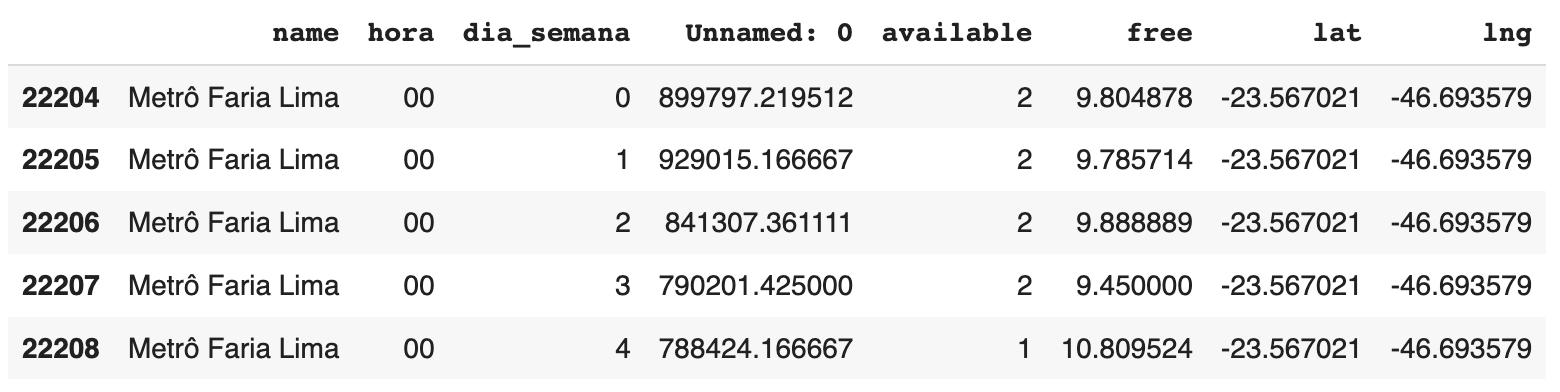 name hora dia_semana Unnamed: 0 available free lat lng
22204 Metrô Faria Lima 00 0 899797.219512 2 9.804878 -23.567021 -46.693579
22205 Metrô Faria Lima 00 1 929015.166667 2 9.785714 -23.567021 -46.693579
22206 Metrô Faria Lima 00 2 841307.361111 2 9.888889 -23.567021 -46.693579
22207 Metrô Faria Lima 00 3 790201.425000 2 9.450000 -23.567021 -46.693579
22208 Metrô Faria Lima 00 4 788424.166667 1 10.809524 -23.567021 -46.693579